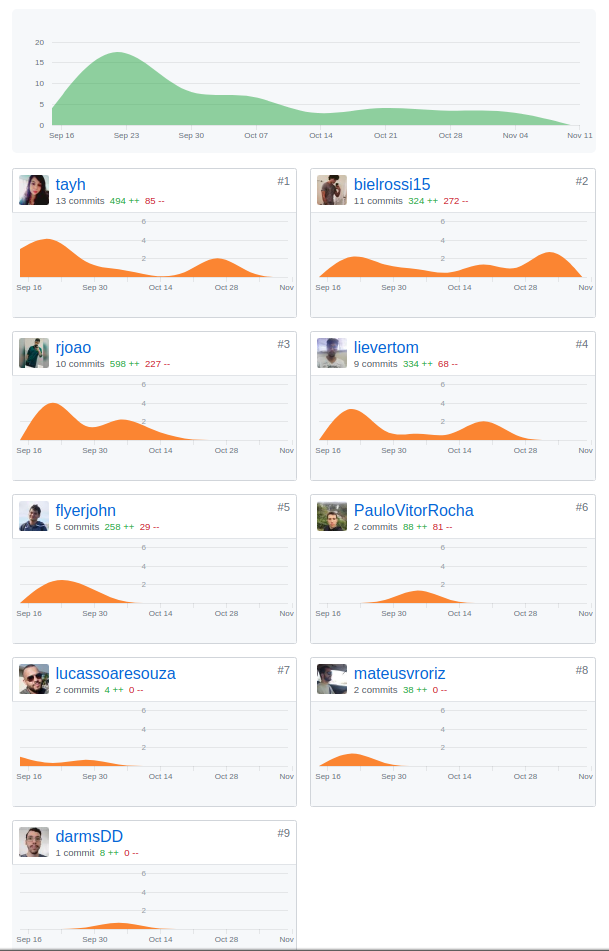 20
15
10
5
0
Sep 16 Sep 23 Sep 30 Oct 07 Oct 14 Oct 21 Oct 28 Nov 04 Nov 11
tayh #1
13 commits 494 ++ 85 --
6
4
2
Sep 16 Sep 30 Oct 14 Oct 28 Nov
bielrossi15 #2
11 commits 324 ++ 272 --
6
4
2
Sep 16 Sep 30 Oct 14 Oct 28 Nov
rjoao #3
10 commits 598 ++ 227 --
6
4
2
Sep 16 Sep 30 Oct 14 Oct 28 Nov
lievertom #4
9 commits 334 ++ 68 --
6
4
2
Sep 16 Sep 30 Oct 14 Oct 28 Nov
flyerjohn #5
5 commits 258 ++ 29 --
6
4
2
Sep 16 Sep 30 Oct 14 Oct 28 Nov
PauloVitorRocha #6
2 commits 88 ++ 81 --
6
4
2
Sep 16 Sep 30 Oct 14 Oct 28 Nov
lucassoaresouza #7
2 commits 4 ++ 0 --
6
4
2
Sep 16 Sep 30 Oct 14 Oct 28 Nov
mateusvroriz #8
2 commits 38 ++ 0 --
6
4
2
Sep 16 Sep 30 Oct 14 Oct 28 Nov
darmsDD #9
1 commit 8 ++ 0 --
6
4
2
Sep 16 Sep 30 Oct 14 Oct 28 Nov